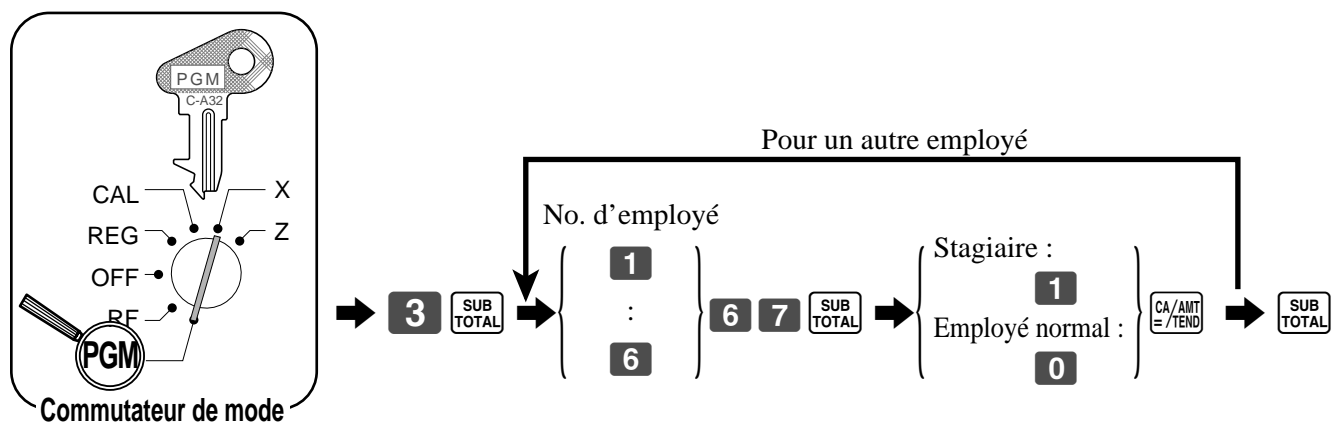 PGM
C-A32
CAL
X
REG
Z
OFF
RF
PGM
Commutateur de mode
Pour un autre employé
No. d’employé
3 SUB TOTAL
1
:
6
6 7 SUB TOTAL
Stagiaire :
1
Employé normal :
0
CA/AMT
=/TEND
SUB TOTAL